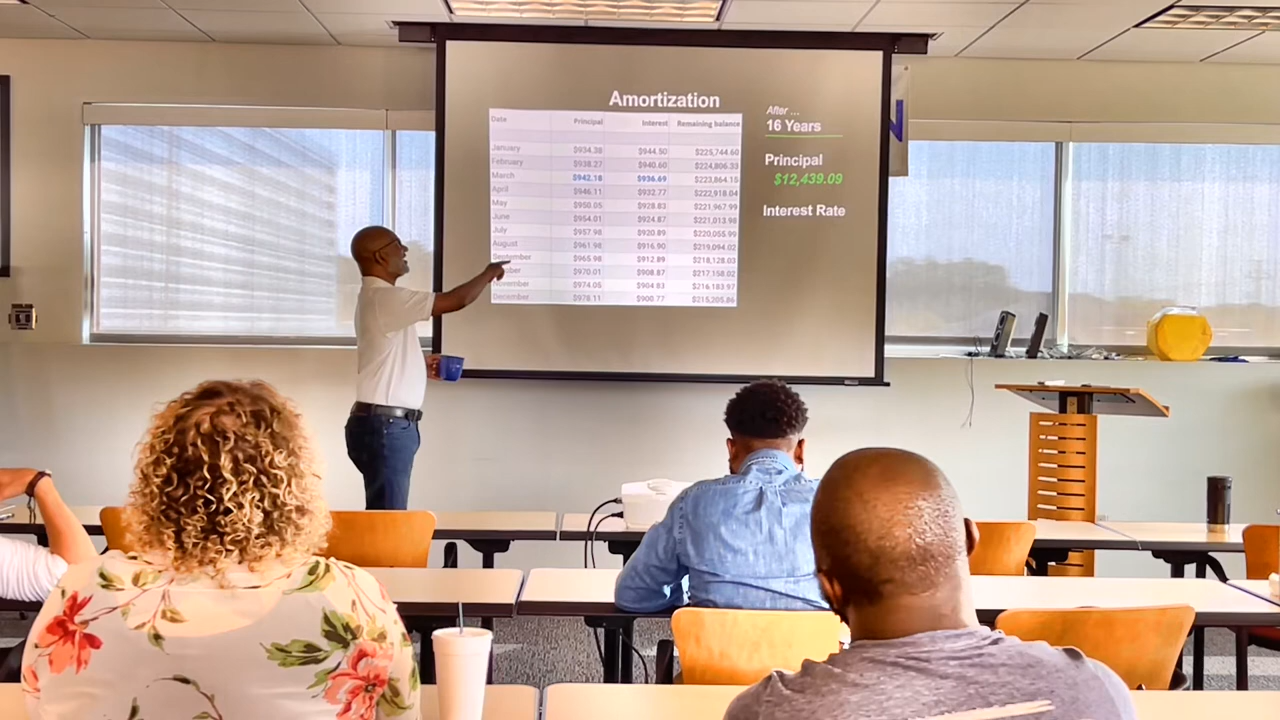 Amortization
Date Principal Interest Remaining balance
January $934.38 $944.50 $225,744.60
February $938.27 $940.60 $224,806.33
March $942.18 $936.69 $223,864.15
April $946.11 $932.77 $222,918.04
May $950.05 $928.83 $221,967.99
June $954.01 $924.87 $221,013.98
July $957.98 $920.89 $220,055.99
August $961.98 $916.90 $219,094.02
September $965.98 $912.89 $218,128.03
ober $970.01 $908.87 $217,158.02
November $974.05 $904.83 $216,183.97
December $978.11 $900.77 $215,205.86
After ...
16 Years
Principal
$12,439.09
Interest Rate
N